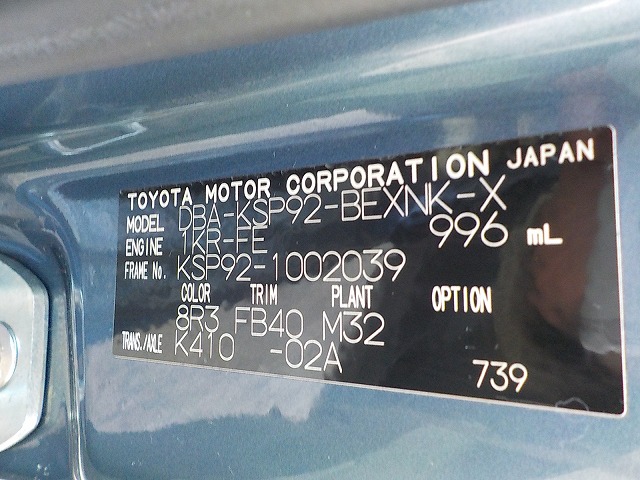 TOYOTA MOTOR CORPORATION JAPAN
MODEL DBA-KSP92-BEXNK-X
ENGINE 1KR-FE 996 mL
FRAME No. KSP92-1002039
COLOR TRIM PLANT OPTION
8R3 FB40 M32
TRANS./AXLE K410 -02A
739